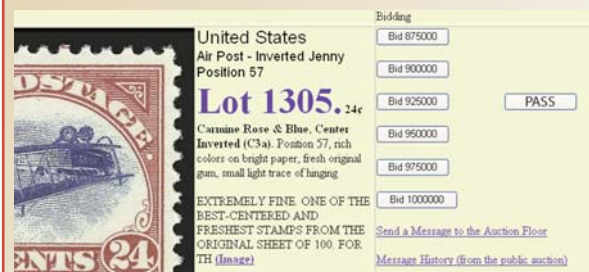 Bidding
United States
Air Post - Inverted Jenny
Position 57
Lot 1305. 24¢
Carmine Rose & Blue, Center
Inverted (C3a). Position 57, rich
colors on bright paper, fresh original
gum, small light trace of hinging
EXTREMELY FINE. ONE OF THE
BEST-CENTERED AND
FRESHEST STAMPS FROM THE
ORIGINAL SHEET OF 100. FOR
TH (Image)
Bid 875000
Bid 900000
Bid 925000
PASS
Bid 950000
Bid 975000
Bid 1000000
Send a Message to the Auction Floor
Message History (from the public auction)
OSTAGE
ENTS 24